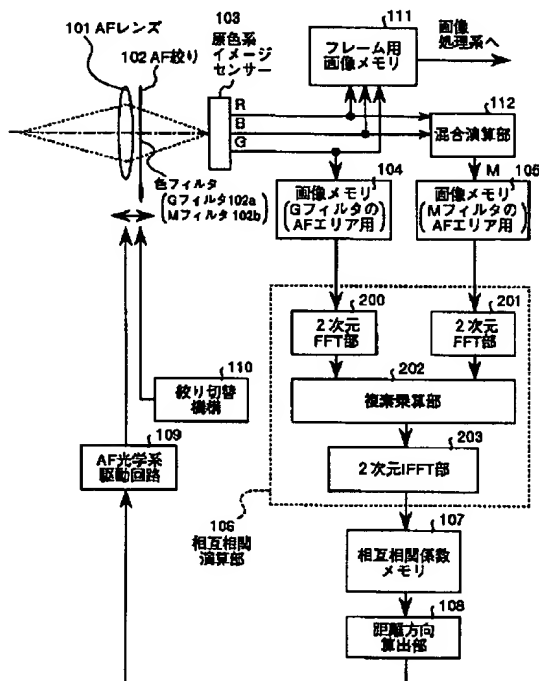 101 AFレンズ
102 AF絞り
103
原色系
イメージ
センサー
R
B
G
色フィルタ
(Gフィルタ102a
Mフィルタ102b)
111
フレーム用
画像メモリ
画像
処理系へ
112
混合演算部
M
104
画像メモリ
(Gフィルタの
AFエリア用)
105
画像メモリ
(Mフィルタの
AFエリア用)
200
2次元
FFT部
201
2次元
FFT部
202
複素乗算部
203
2次元IFFT部
110
絞り切替
機構
109
AF光学系
駆動回路
106
相互相関
演算部
107
相互相関係数
メモリ
108
距離方向
算出部